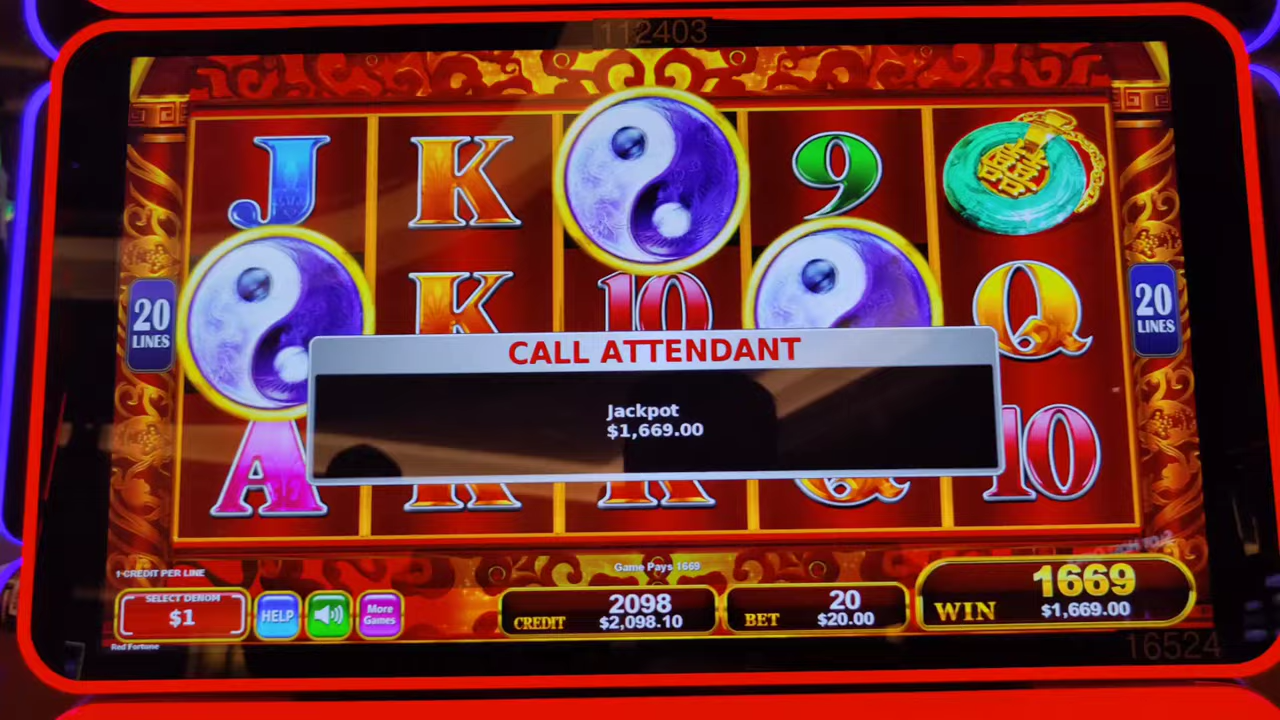 112403
J K 9
20 LINES
K 10 Q
20 LINES
CALL ATTENDANT
Jackpot
$1,669.00
A K K Q 10
1 CREDIT PER LINE
Game Pays 1669
SELECT DENOM
$1
HELP
More Games
2098
CREDIT $2,098.10
20
BET $20.00
1669
WIN $1,669.00
Red Fortune
16524